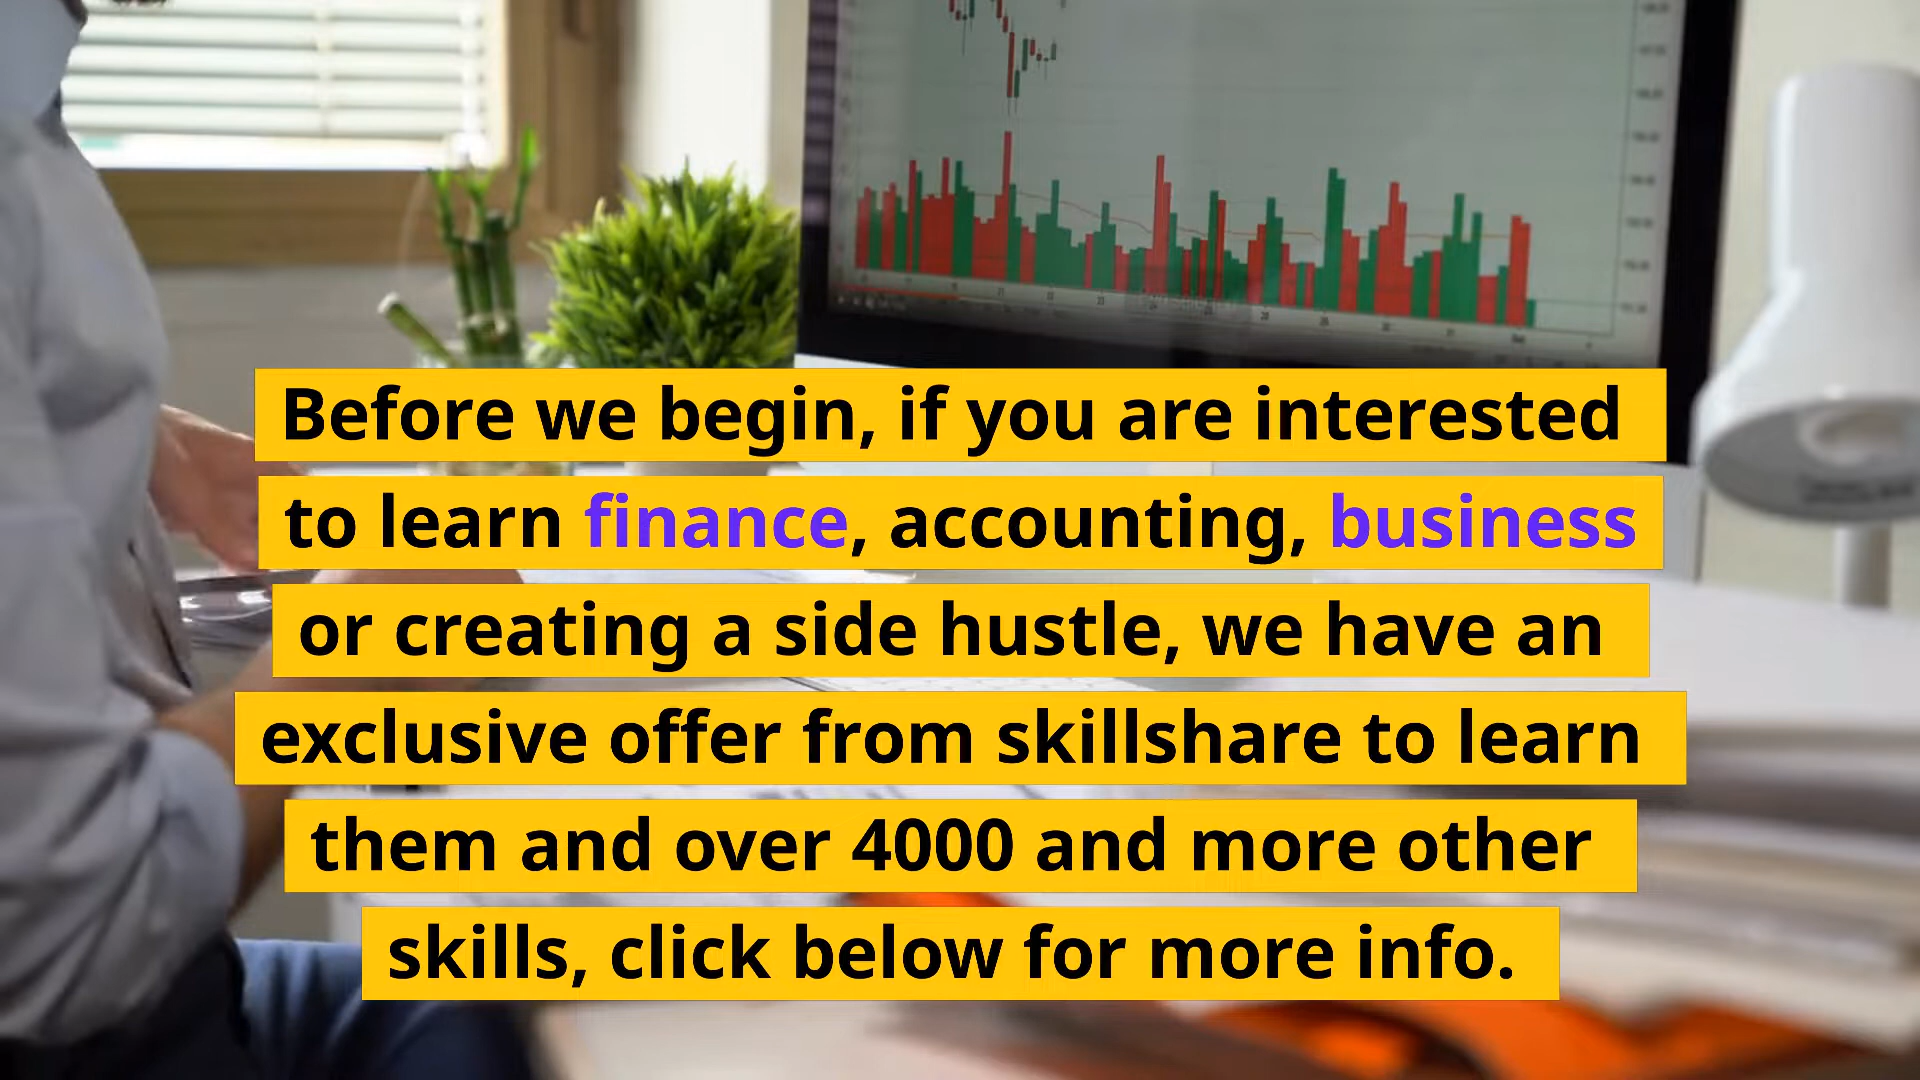 Before we begin, if you are interested
to learn finance, accounting, business
or creating a side hustle, we have an
exclusive offer from skillshare to learn
them and over 4000 and more other
skills, click below for more info.